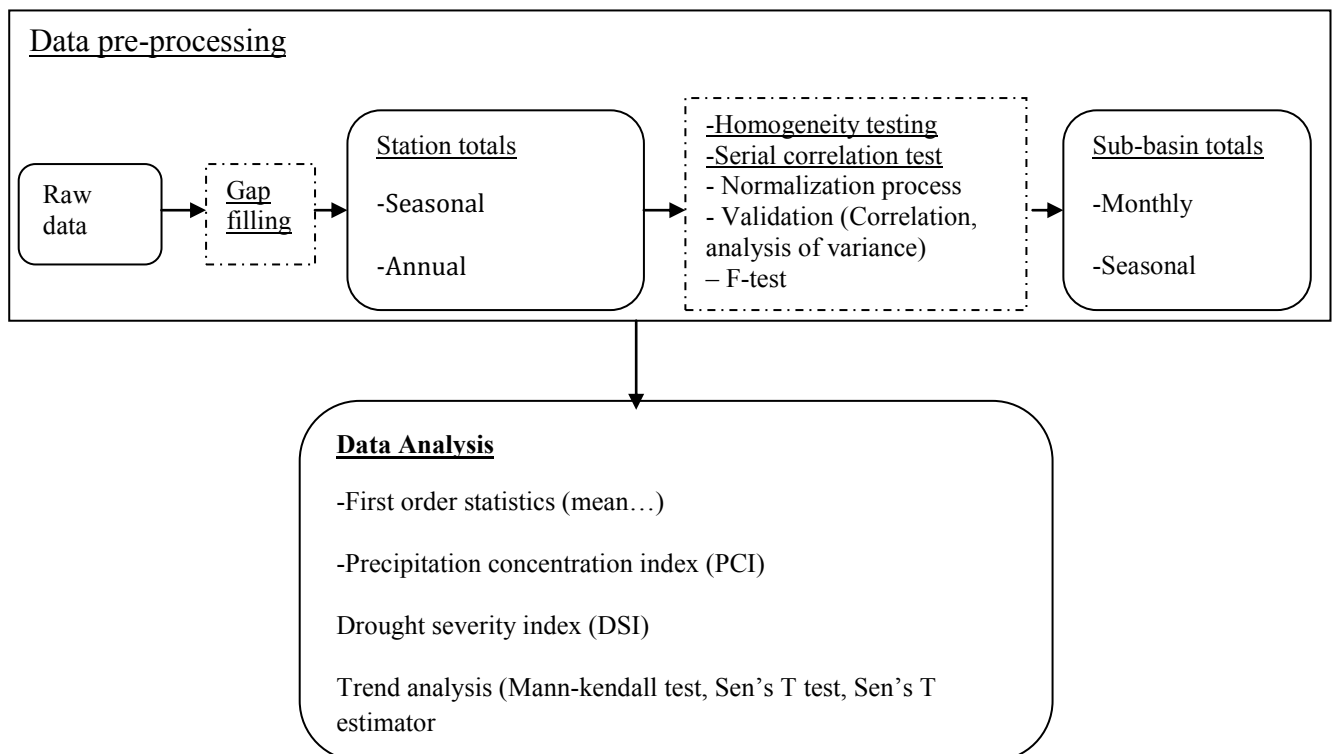 Data pre-processing
Raw
data
Gap
filling
Station totals
-Seasonal
-Annual
-Homogeneity testing
-Serial correlation test
- Normalization process
- Validation (Correlation,
analysis of variance)
– F-test
Sub-basin totals
-Monthly
-Seasonal
Data Analysis
-First order statistics (mean…)
-Precipitation concentration index (PCI)
Drought severity index (DSI)
Trend analysis (Mann-kendall test, Sen’s T test, Sen’s T
estimator